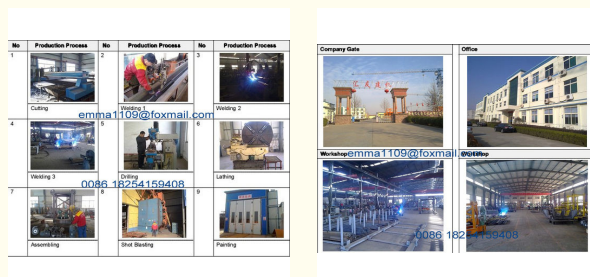 No Production Process No Production Process No Production Process
1 2 3
Cutting Welding 1 Welding 2
emma1109@foxmail.com
4 5 6
Welding 3 Drilling Lathing
0086 18254159408
7 8 9
Assembling Shot Blasting Painting
Company Gate Office
Workshop Workshop
emma1109@foxmail.com
0086 18254159408